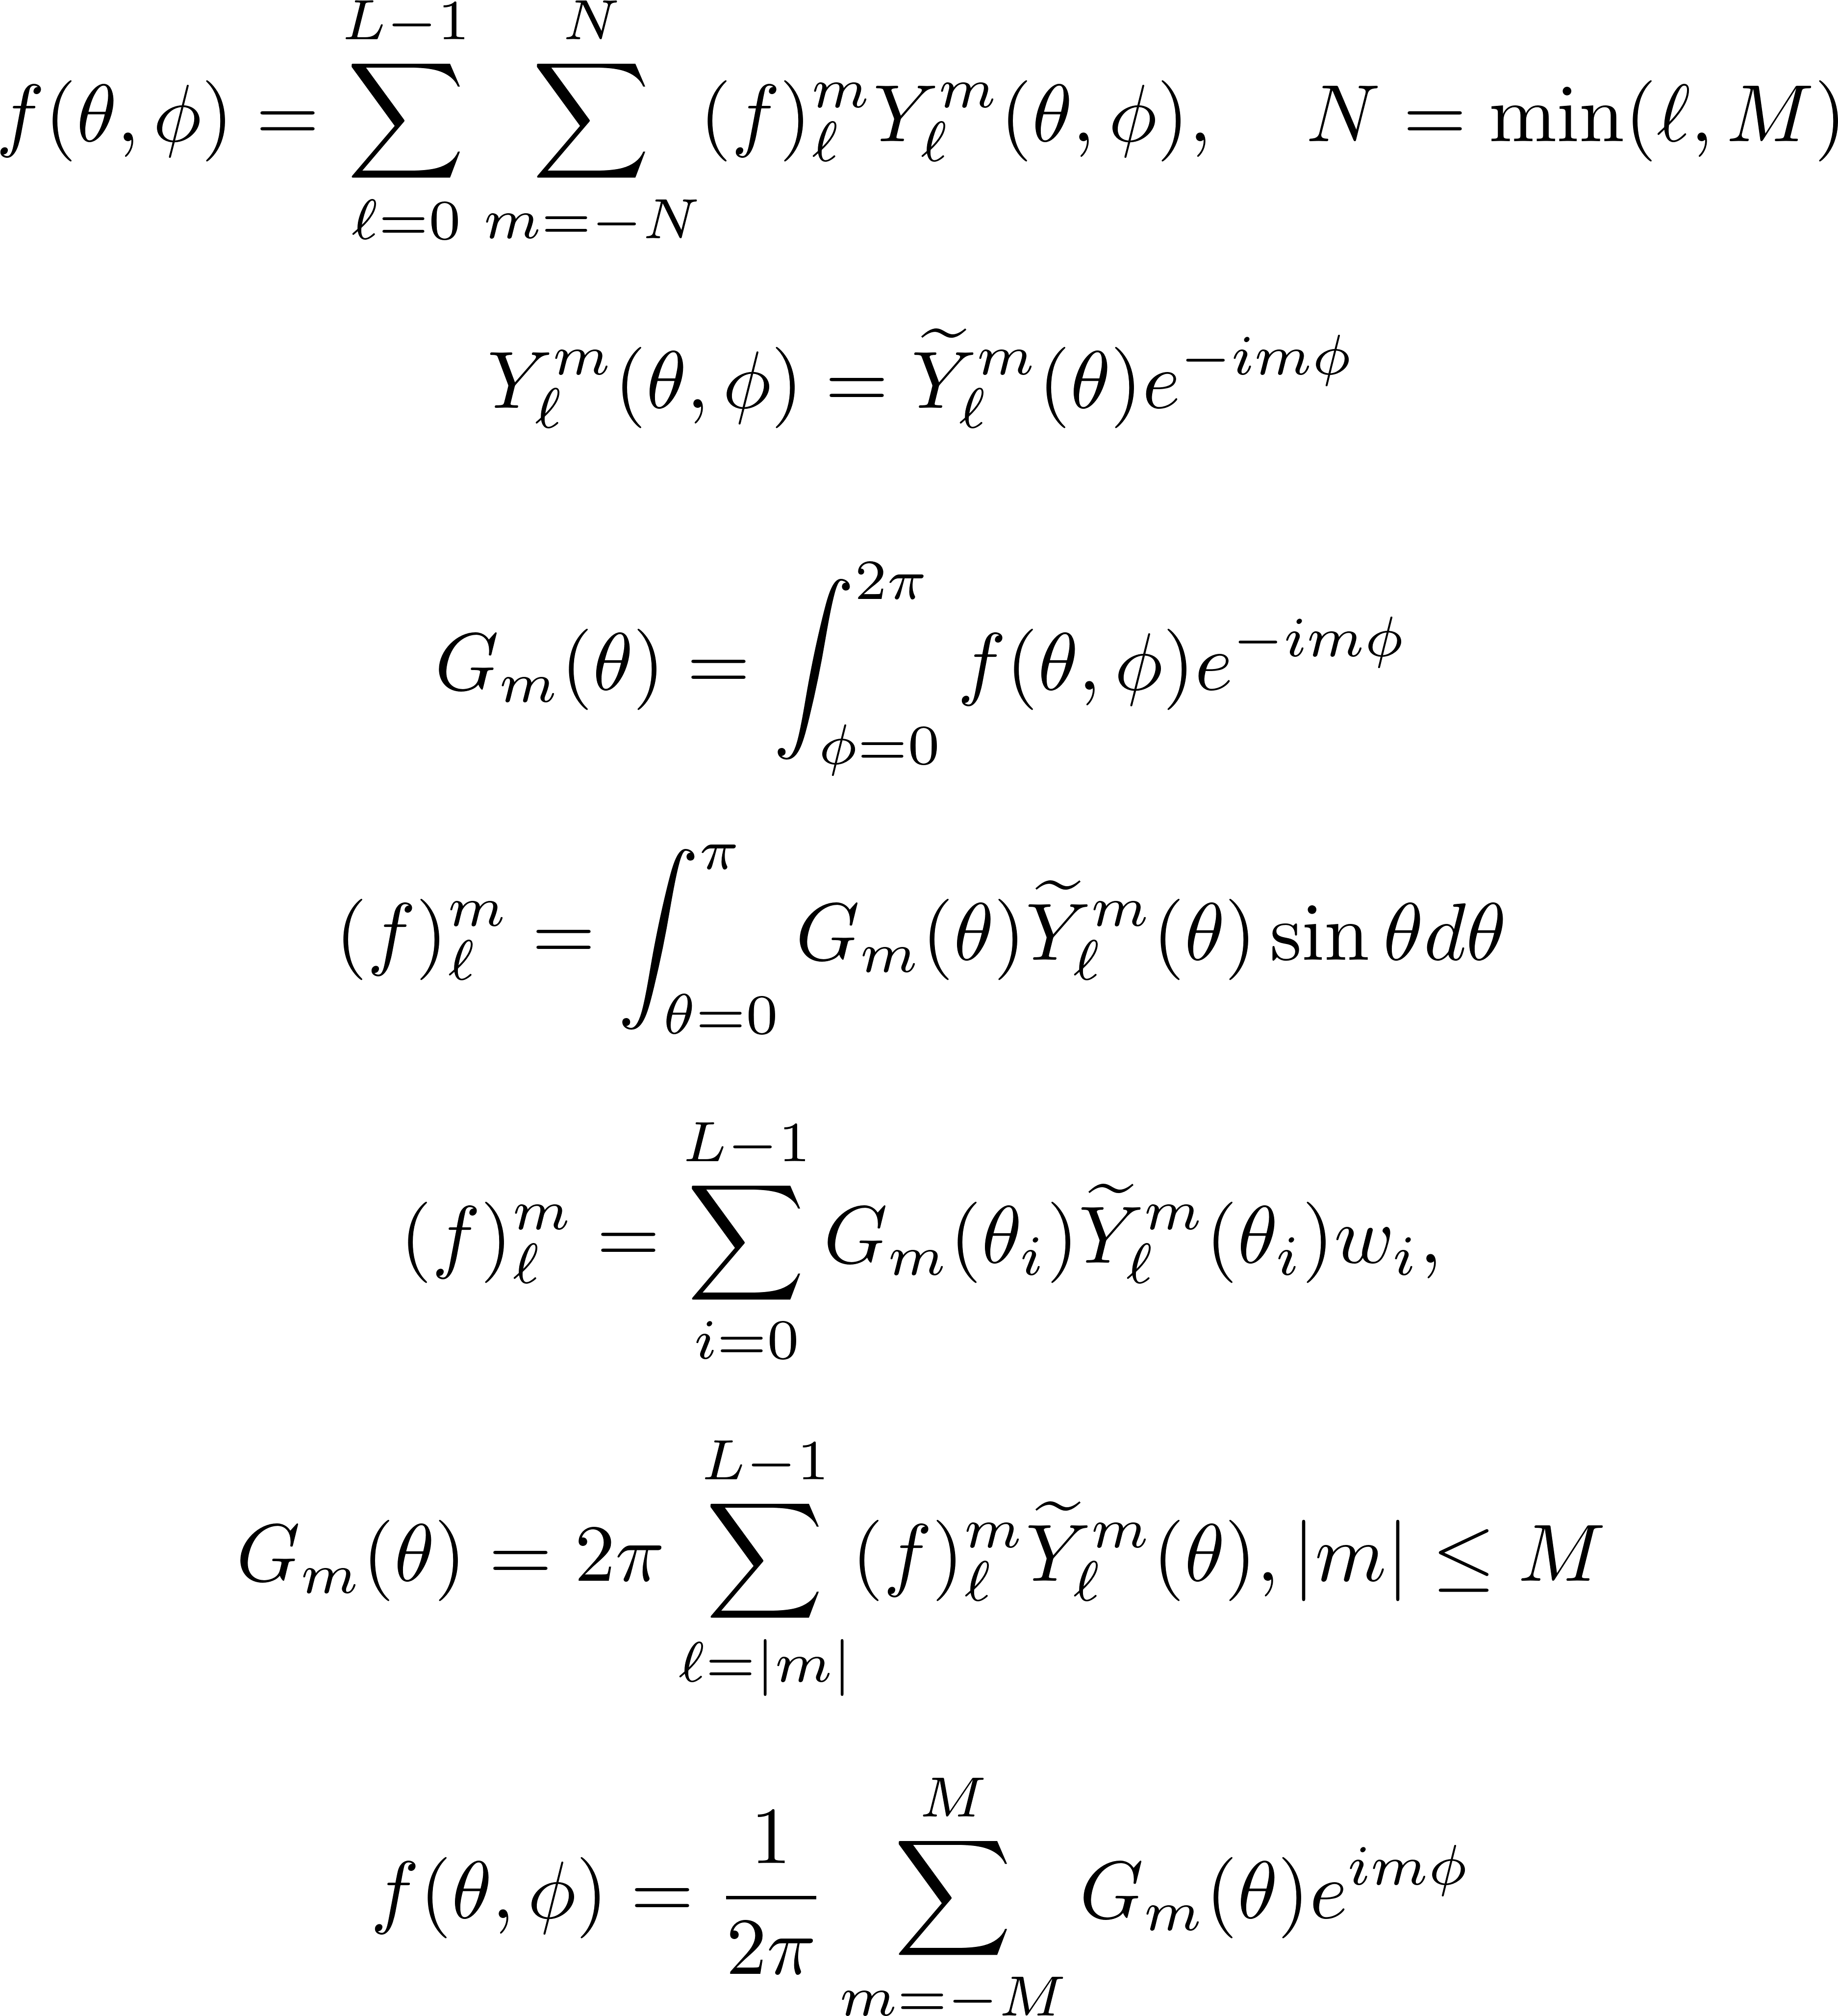 $f(\theta, \phi) = \sum_{\ell=0}^{L-1} \sum_{m=-N}^{N} (f)_\ell^m Y_\ell^m(\theta, \phi), \quad N = \min(\ell, M)$
$Y_\ell^m(\theta, \phi) = \widetilde{Y}_\ell^m(\theta) e^{-im\phi}$
$G_m(\theta) = \int_{\phi=0}^{2\pi} f(\theta, \phi) e^{-im\phi}$
$(f)_\ell^m = \int_{\theta=0}^{\pi} G_m(\theta) \widetilde{Y}_\ell^m(\theta) \sin\theta d\theta$
$(f)_\ell^m = \sum_{i=0}^{L-1} G_m(\theta_i) \widetilde{Y}_\ell^m(\theta_i) w_i,$
$G_m(\theta) = 2\pi \sum_{\ell=|m|}^{L-1} (f)_\ell^m \widetilde{Y}_\ell^m(\theta), |m| \leq M$
$f(\theta, \phi) = \frac{1}{2\pi} \sum_{m=-M}^{M} G_m(\theta) e^{im\phi}$